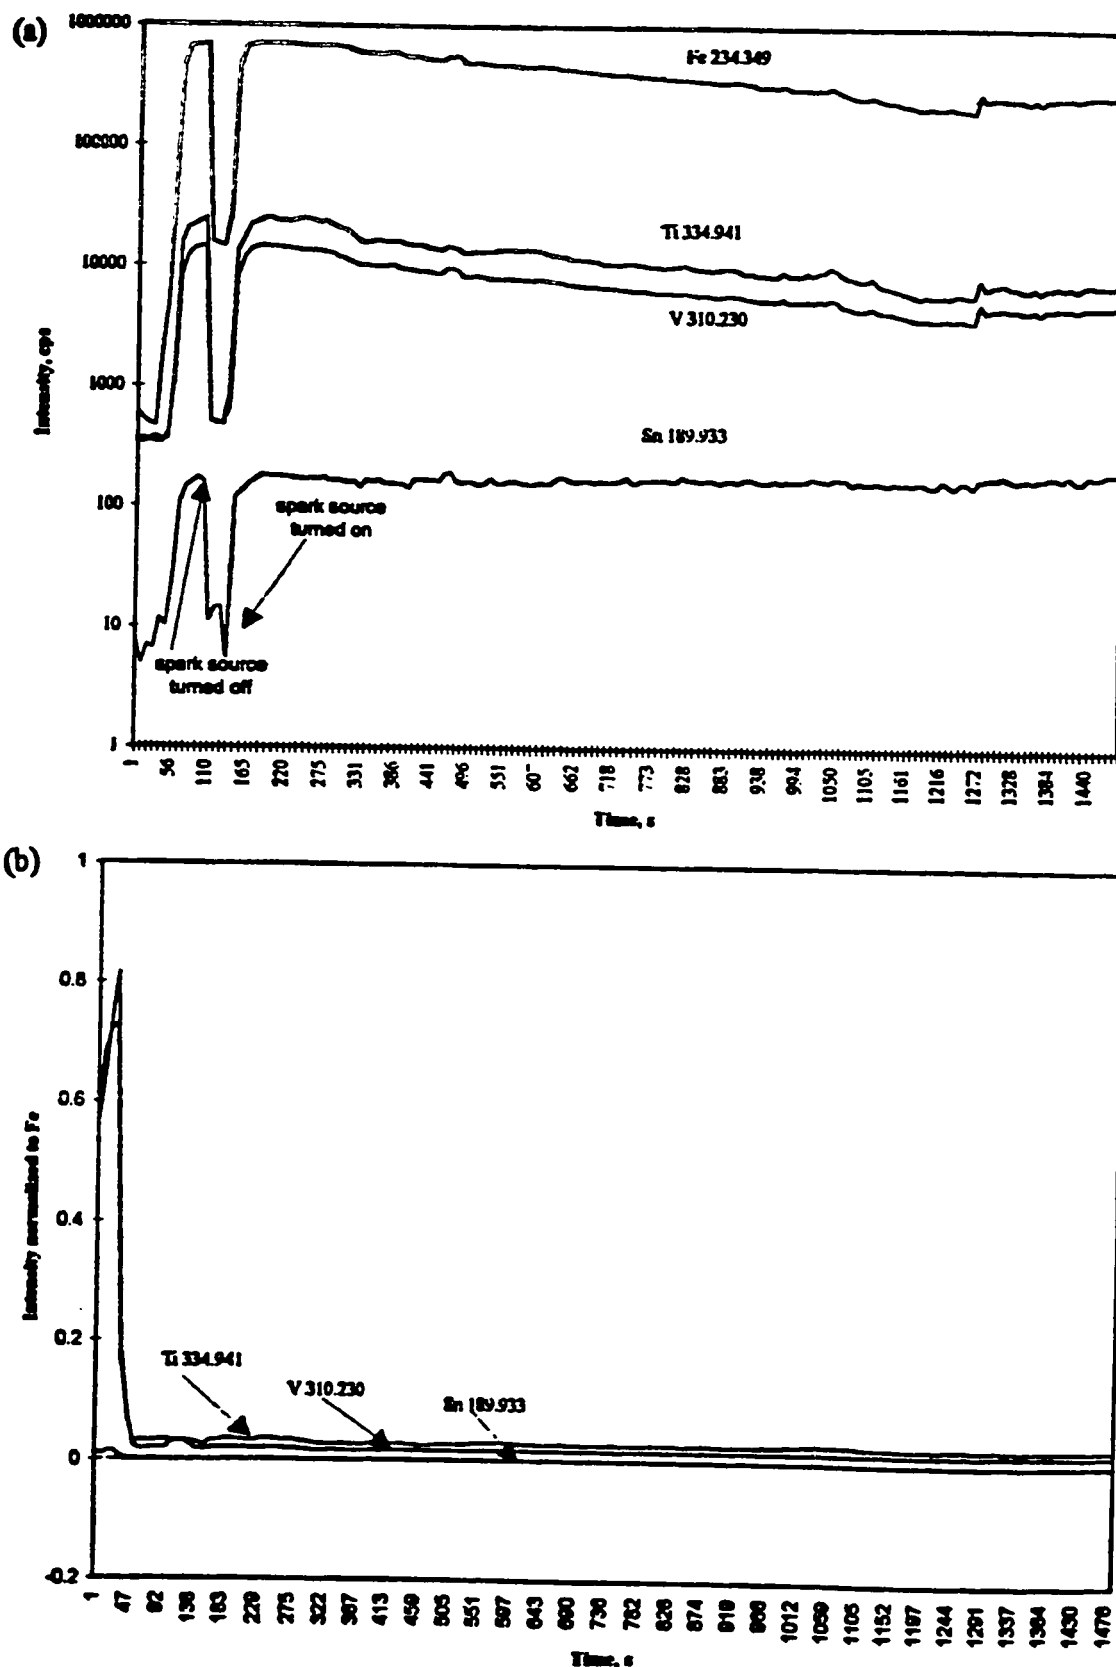 (a)
1000000
100000
10000
1000
100
10
1
Intensity, cps
Fe 234.349
Ti 334.941
V 310.230
Sn 189.933
spark source
turned on
spark source
turned off
1 56 110 165 220 275 331 386 441 496 551 607 662 718 773 828 883 938 994 1050 1105 1161 1216 1272 1328 1384 1440
Time, s
(b)
1
0.8
0.6
0.4
0.2
0
-0.2
Intensity normalized to Fe
Ti 334.941
V 310.230
Sn 189.933
1 47 92 138 183 229 275 322 367 413 459 505 551 597 643 690 736 782 828 874 919 966 1012 1059 1105 1152 1197 1244 1291 1337 1384 1430 1476
Time, s